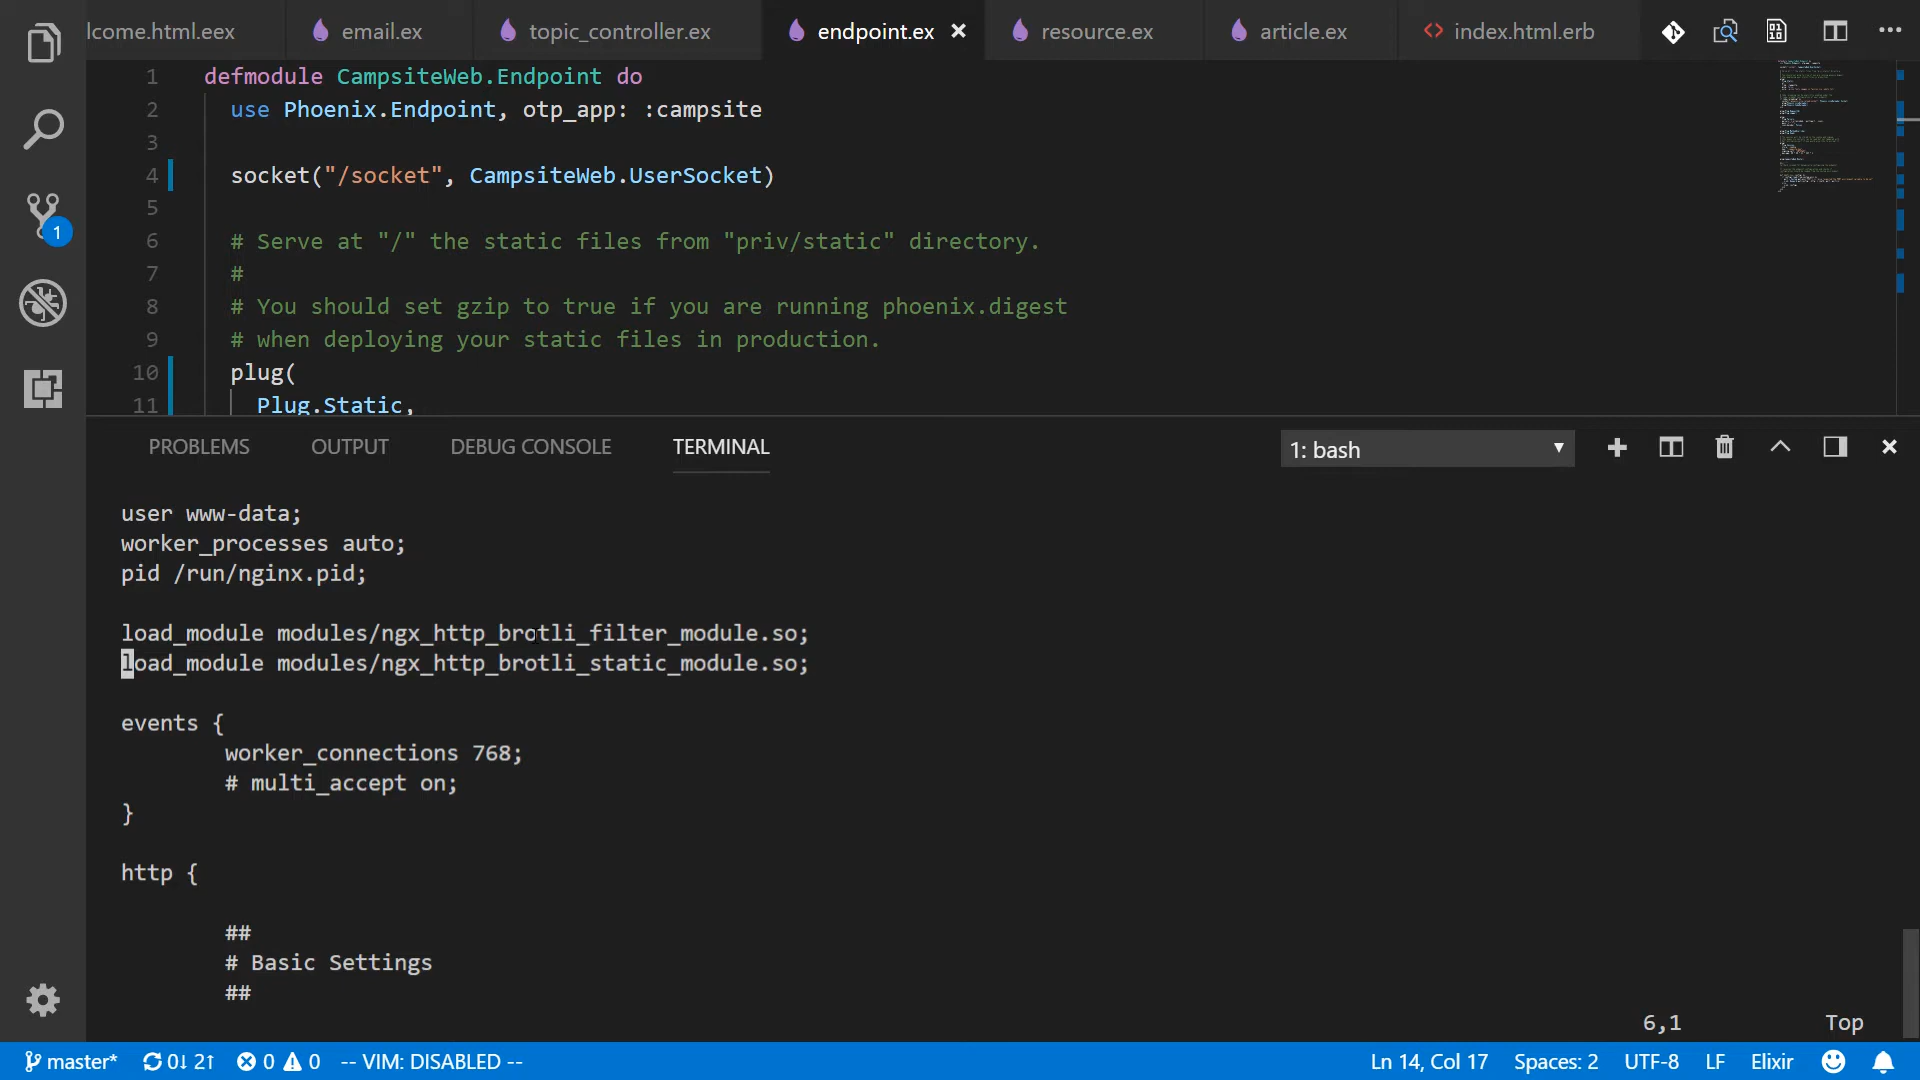 lcome.html.eex email.ex topic_controller.ex endpoint.ex resource.ex article.ex index.html.erb
1 defmodule CampsiteWeb.Endpoint do
2 use Phoenix.Endpoint, otp_app: :campsite
3
4 socket("/socket", CampsiteWeb.UserSocket)
5
6 # Serve at "/" the static files from "priv/static" directory.
7 #
8 # You should set gzip to true if you are running phoenix.digest
9 # when deploying your static files in production.
10 plug(
11 Plug.Static,
1
PROBLEMS OUTPUT DEBUG CONSOLE TERMINAL 1: bash
user www-data;
worker_processes auto;
pid /run/nginx.pid;
load_module modules/ngx_http_brotli_filter_module.so;
load_module modules/ngx_http_brotli_static_module.so;
events {
worker_connections 768;
# multi_accept on;
}
http {
##
# Basic Settings
##
6,1 Top
master* 0↓ 2↑ 0 0 -- VIM: DISABLED -- Ln 14, Col 17 Spaces: 2 UTF-8 LF Elixir